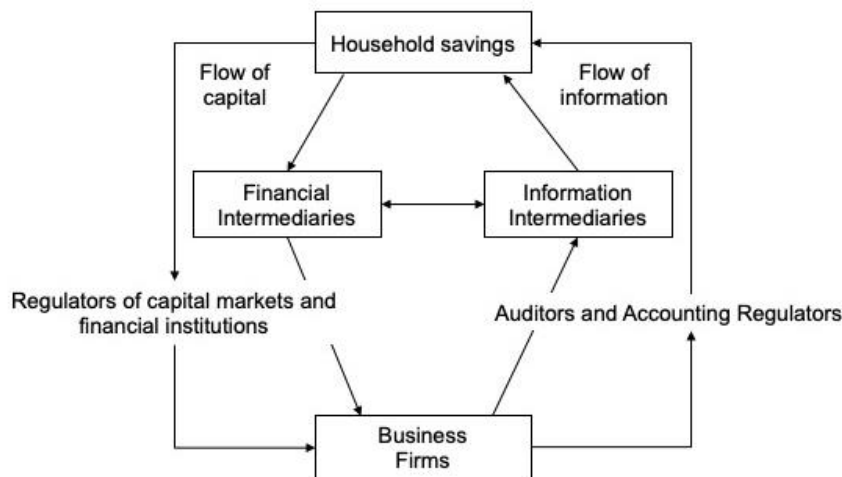 Household savings
Flow of
capital
Flow of
information
Financial
Intermediaries
Information
Intermediaries
Regulators of capital markets and
financial institutions
Auditors and Accounting Regulators
Business
Firms